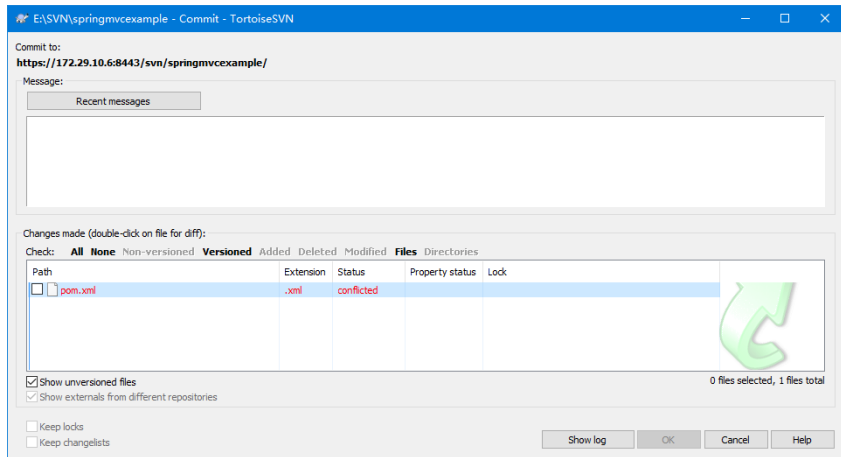 E:\SVN\springmvcexample - Commit - TortoiseSVN
Commit to:
https://172.29.10.6:8443/svn/springmvcexample/
Message:
Recent messages
Changes made (double-click on file for diff):
Check: All None Non-versioned Versioned Added Deleted Modified Files Directories
Path Extension Status Property status Lock
pom.xml .xml conflicted
Show unversioned files
0 files selected, 1 files total
Show externals from different repositories
Keep locks
Keep changelists
Show log OK Cancel Help